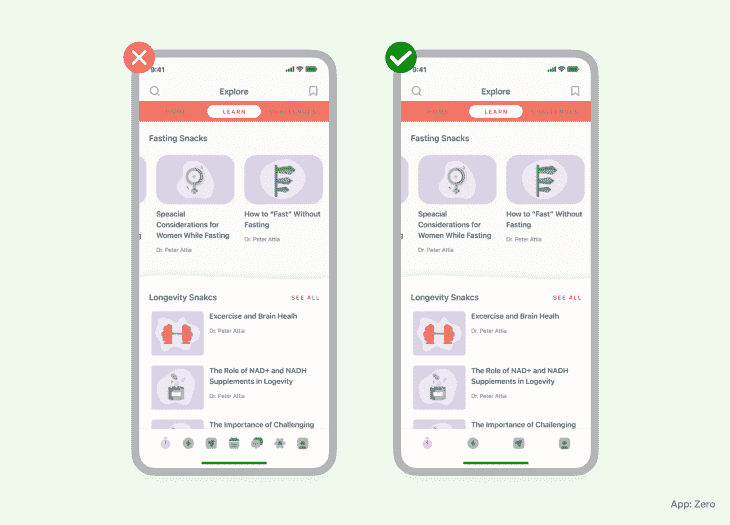 9:41
Explore
HOME LEARN CHALLENGES
Fasting Snacks
Speacial
Considerations for
Women While Fasting
Dr. Peter Attia
How to “Fast” Without
Fasting
Dr. Peter Attia
g
Longevity Snakcs SEE ALL
Excercise and Brain Healh
Dr. Peter Attia
The Role of NAD+ and NADH
Supplements in Logevity
Dr. Peter Attia
The Importance of Challenging
9:41
Explore
HOME LEARN CHALLENGES
Fasting Snacks
Speacial
Considerations for
Women While Fasting
Dr. Peter Attia
How to “Fast” Without
Fasting
Dr. Peter Attia
g
Longevity Snakcs SEE ALL
Excercise and Brain Healh
Dr. Peter Attia
The Role of NAD+ and NADH
Supplements in Logevity
Dr. Peter Attia
The Importance of Challenging
App: Zero